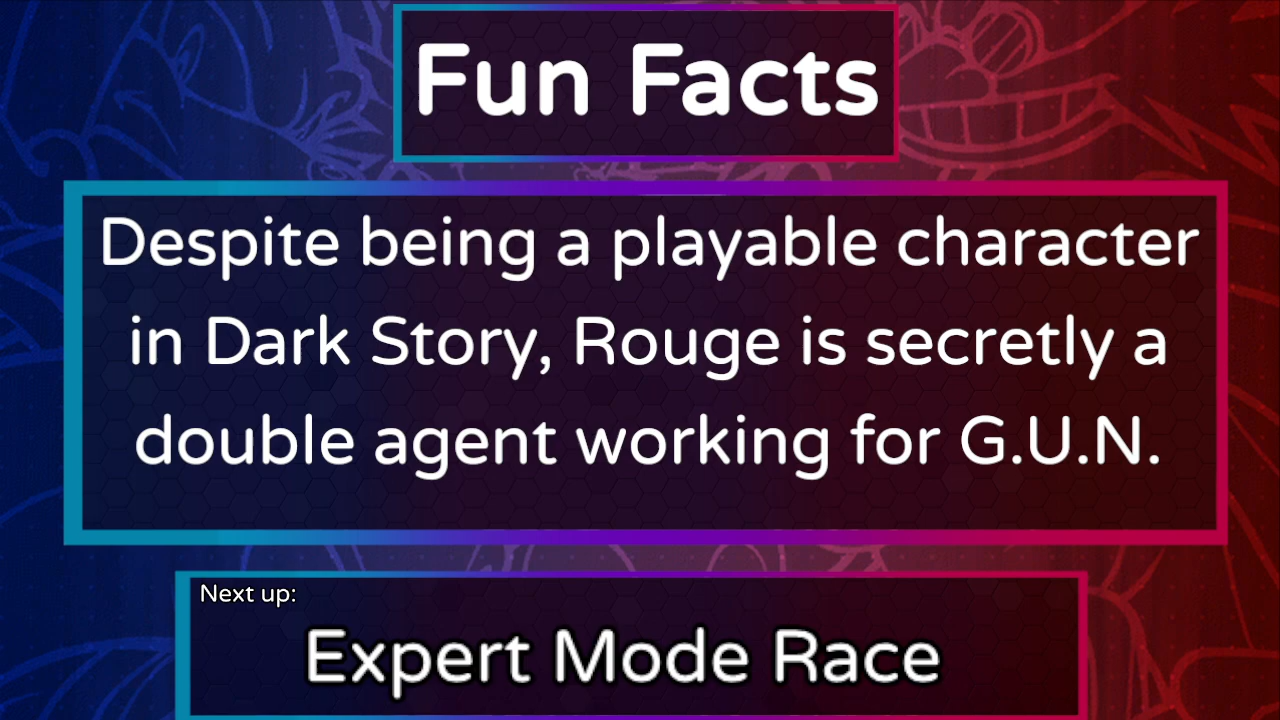 Fun Facts
Despite being a playable character
in Dark Story, Rouge is secretly a
double agent working for G.U.N.
Next up:
Expert Mode Race